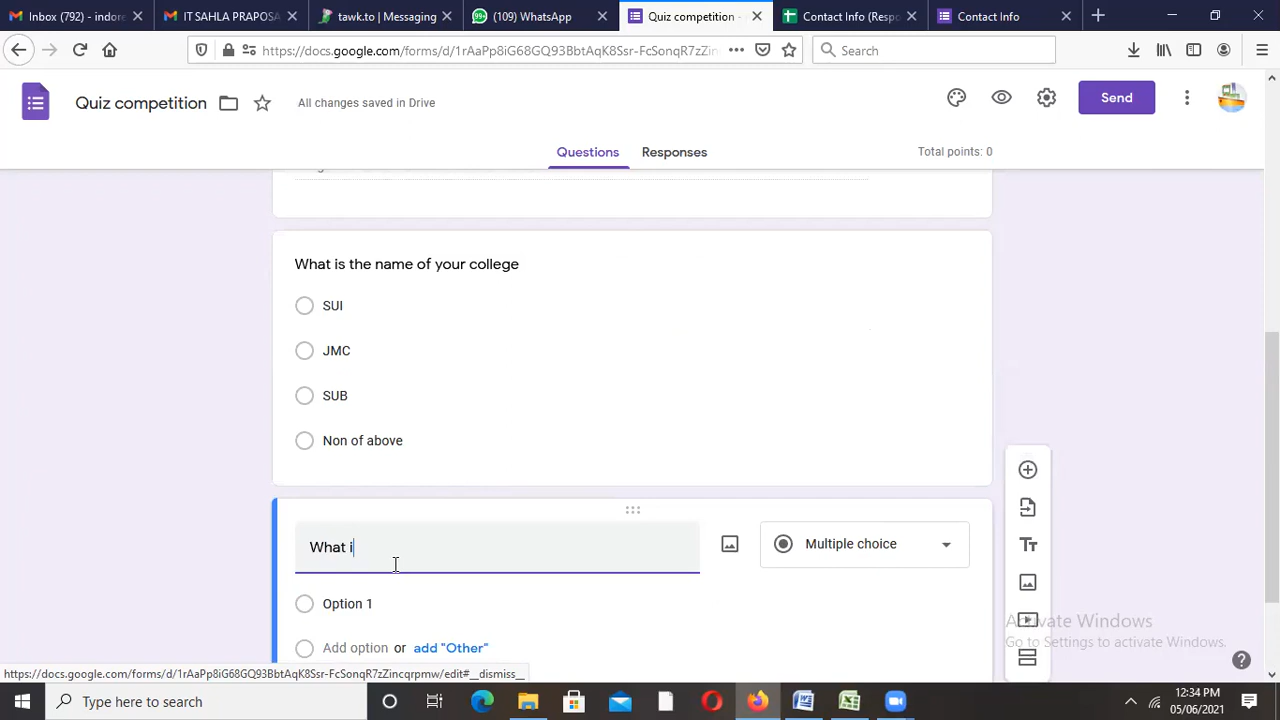 Inbox (792) - indore
IT SAHLA PRAPOSA
tawk.to | Messaging
(109) WhatsApp
Quiz competition -
Contact Info (Respo
Contact Info
https://docs.google.com/forms/d/1rAaPp8iG68GQ93BbtAqK8Ssr-FcSonqR7zZin
Search
Quiz competition
All changes saved in Drive
Send
Questions
Responses
Total points: 0
What is the name of your college
SUI
JMC
SUB
Non of above
What i
Multiple choice
Option 1
Add option or add "Other"
Activate Windows
Go to Settings to activate Windows.
https://docs.google.com/forms/d/1rAaPp8iG68GQ93BbtAqK8Ssr-FcSonqR7zZincqrpmw/edit#__dismiss__
Type here to search
12:34 PM
05/06/2021